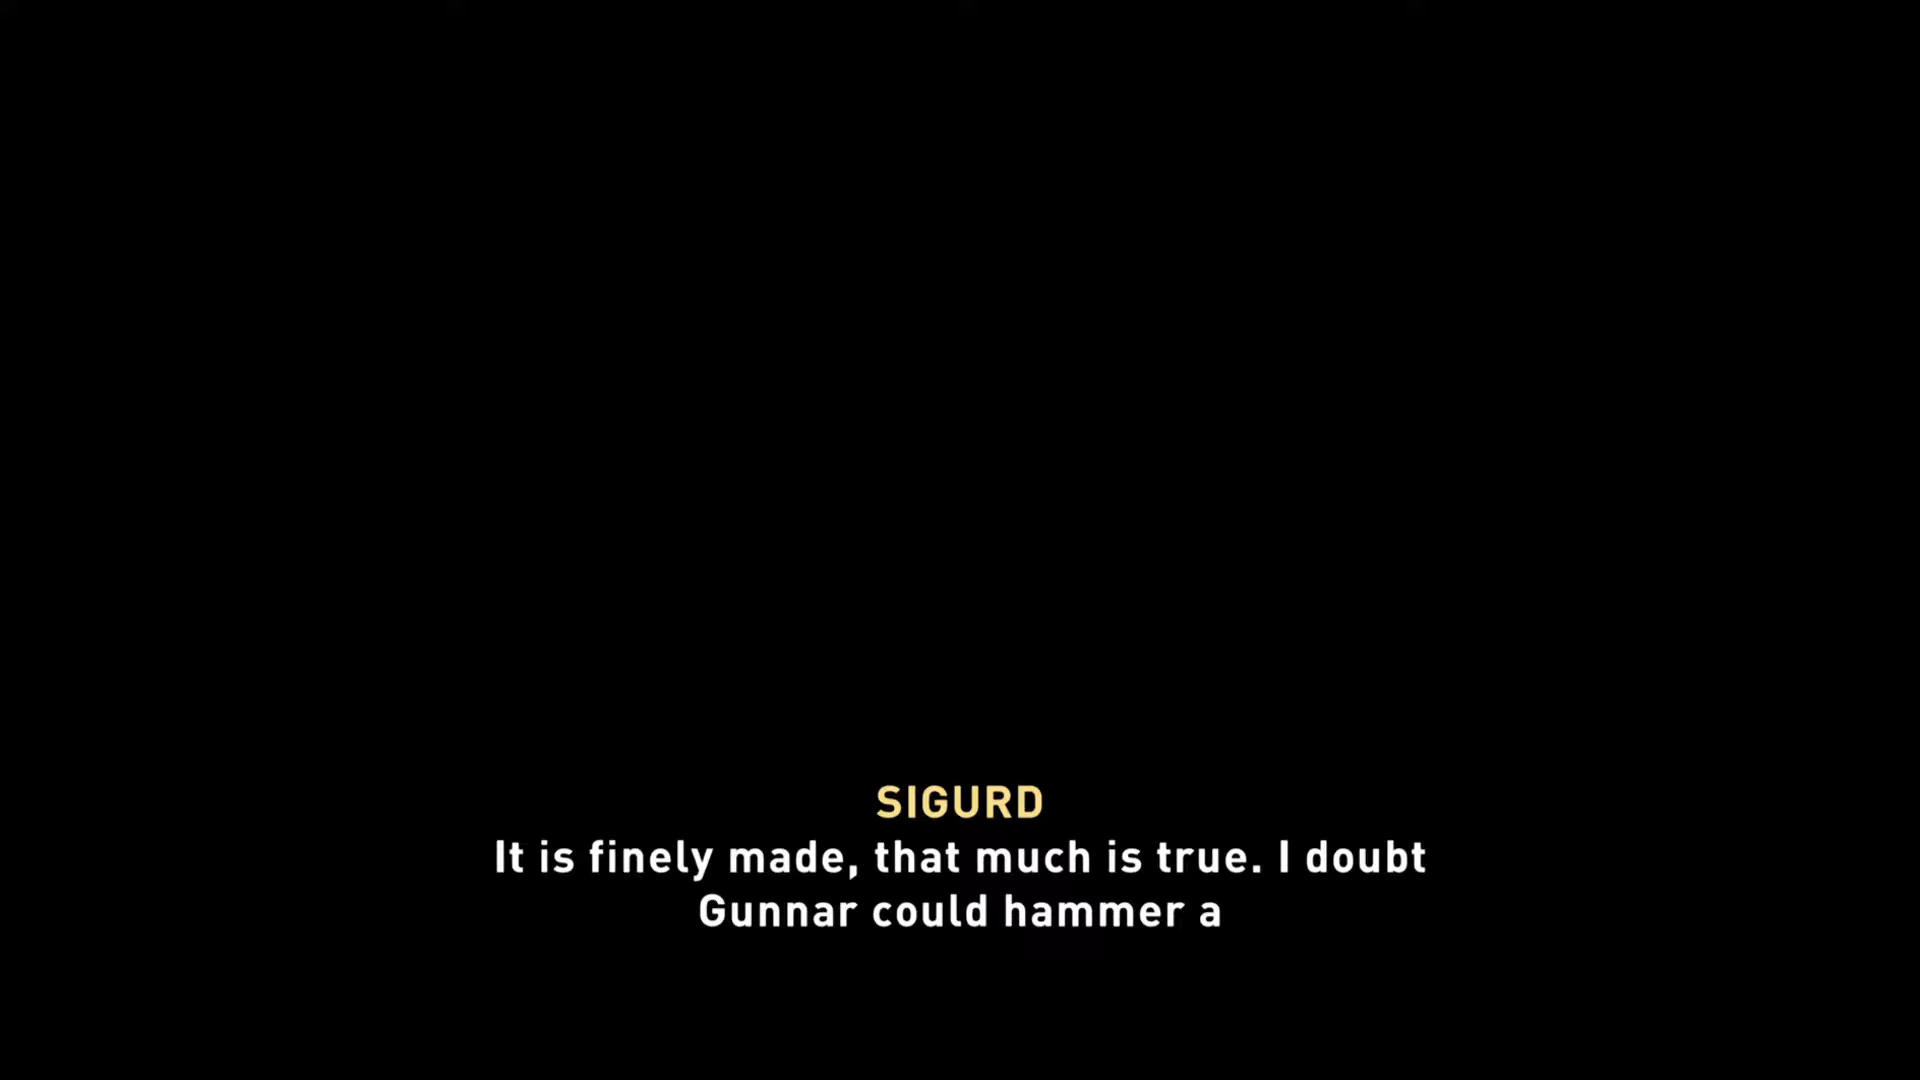 SIGURD
It is finely made, that much is true. I doubt
Gunnar could hammer a